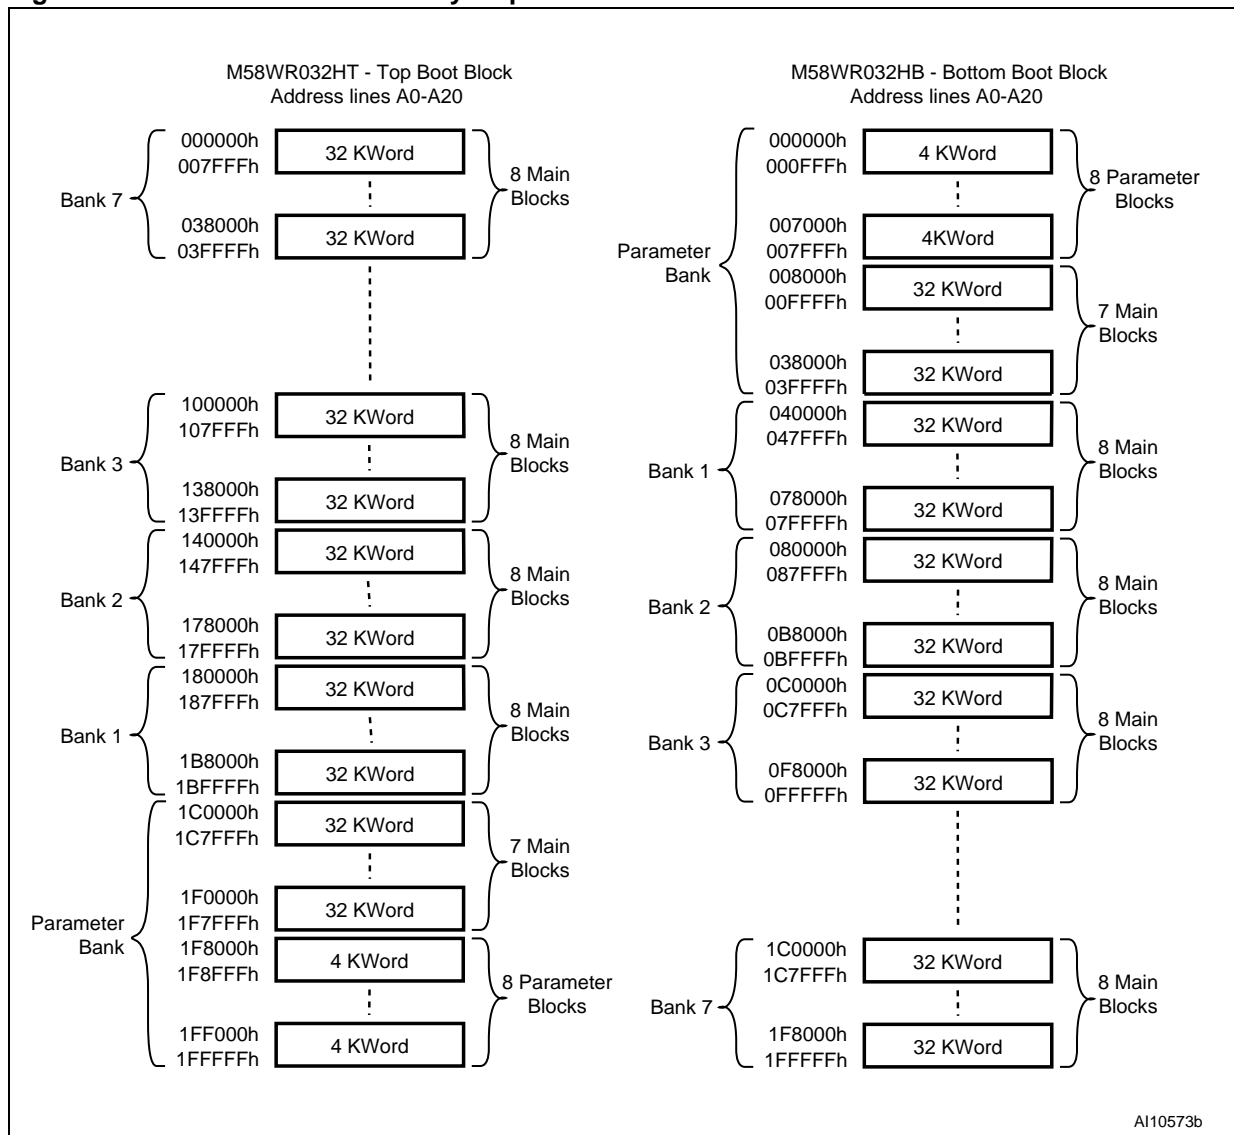 M58WR032HT - Top Boot Block
Address lines A0-A20
000000h
007FFFh
32 KWord
Bank 7
8 Main
Blocks
038000h
03FFFFh
32 KWord
100000h
107FFFh
32 KWord
Bank 3
8 Main
Blocks
138000h
13FFFFh
32 KWord
140000h
147FFFh
32 KWord
Bank 2
8 Main
Blocks
178000h
17FFFFh
32 KWord
180000h
187FFFh
32 KWord
Bank 1
8 Main
Blocks
1B8000h
1BFFFFh
32 KWord
1C0000h
1C7FFFh
32 KWord
7 Main
Blocks
1F0000h
1F7FFFh
32 KWord
Parameter
Bank
1F8000h
1F8FFFh
4 KWord
8 Parameter
Blocks
1FF000h
1FFFFFh
4 KWord
M58WR032HB - Bottom Boot Block
Address lines A0-A20
000000h
000FFFh
4 KWord
8 Parameter
Blocks
007000h
007FFFh
4KWord
Parameter
Bank
008000h
00FFFFh
32 KWord
7 Main
Blocks
038000h
03FFFFh
32 KWord
040000h
047FFFh
32 KWord
Bank 1
8 Main
Blocks
078000h
07FFFFh
32 KWord
080000h
087FFFh
32 KWord
Bank 2
8 Main
Blocks
0B8000h
0BFFFFh
32 KWord
0C0000h
0C7FFFh
32 KWord
Bank 3
8 Main
Blocks
0F8000h
0FFFFFh
32 KWord
1C0000h
1C7FFFh
32 KWord
Bank 7
8 Main
Blocks
1F8000h
1FFFFFh
32 KWord
AI10573b